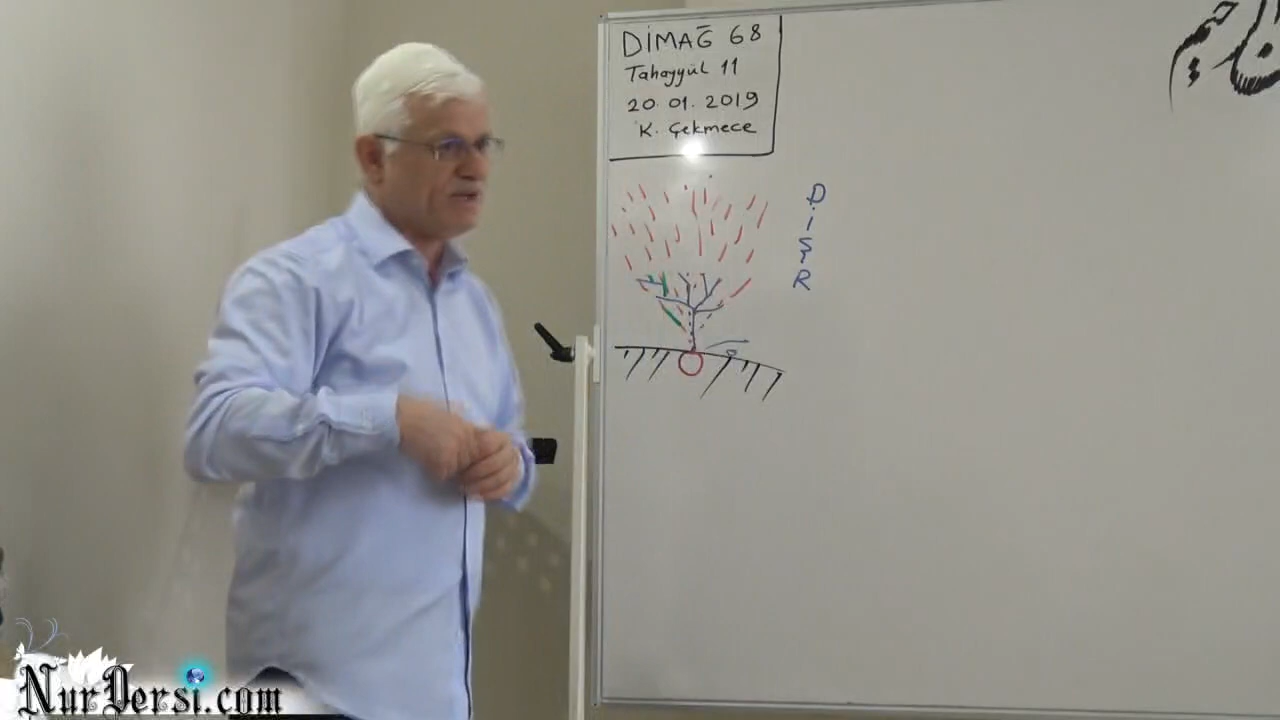 DİMAĞ 68
Tahayyül 11
20.01.2019
K. Çekmece
D
I
Ş
R
NurDersi.com